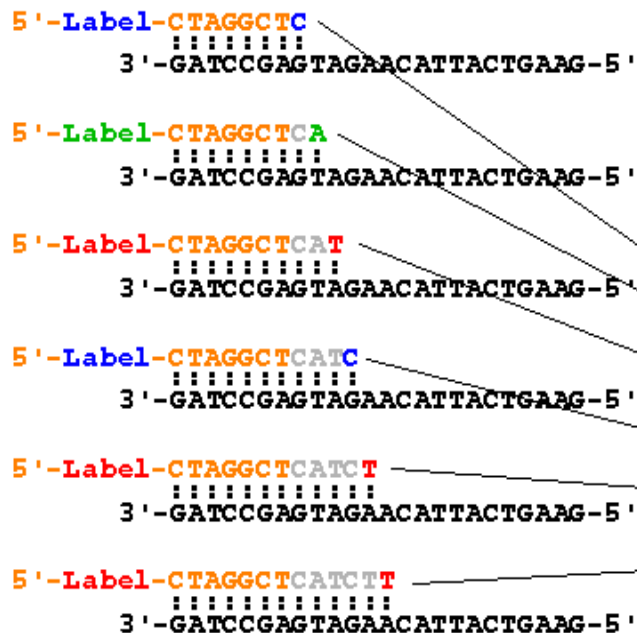 5'-Label-CTAGGCTC
3'-GATCCGAGTAGAACATTACTGAAG-5'
5'-Label-CTAGGCTCA
3'-GATCCGAGTAGAACATTACTGAAG-5'
5'-Label-CTAGGCTCAT
3'-GATCCGAGTAGAACATTACTGAAG-5'
5'-Label-CTAGGCTCATC
3'-GATCCGAGTAGAACATTACTGAAG-5'
5'-Label-CTAGGCTCATCT
3'-GATCCGAGTAGAACATTACTGAAG-5'
5'-Label-CTAGGCTCATCTT
3'-GATCCGAGTAGAACATTACTGAAG-5'